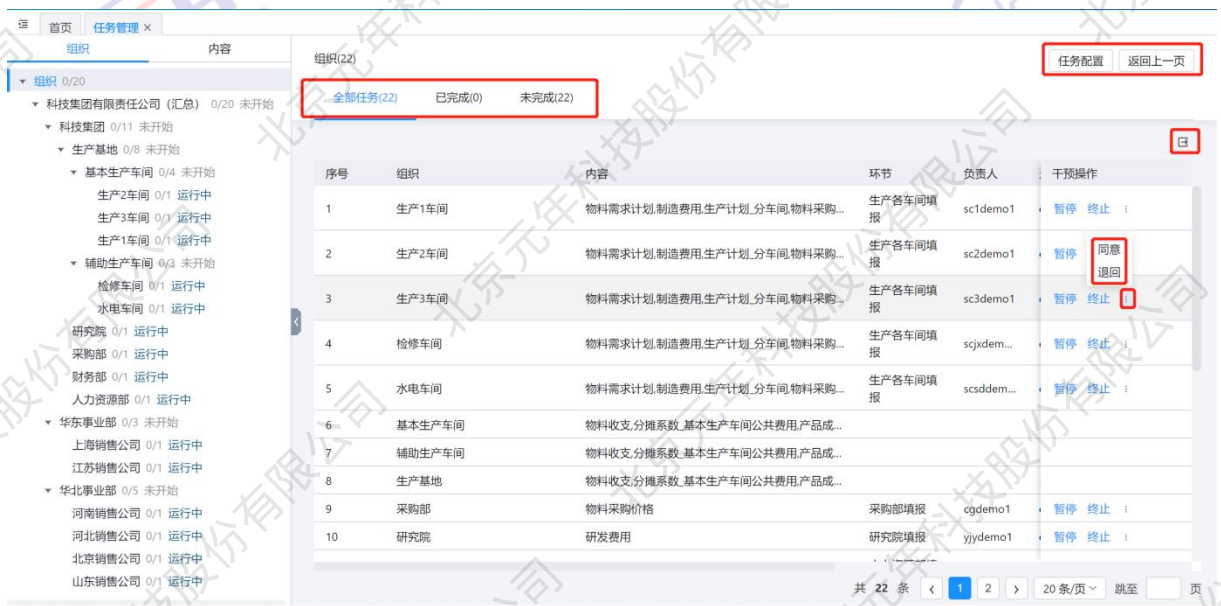 首页 任务管理 ×
组织 内容
组织 0/20
科技集团有限责任公司（汇总） 0/20 未开始
科技集团 0/11 未开始
生产基地 0/8 未开始
基本生产车间 0/4 未开始
生产2车间 0/1 运行中
生产3车间 0/1 运行中
生产1车间 0/1 运行中
辅助生产车间 0/3 未开始
检修车间 0/1 运行中
水电车间 0/1 运行中
研究院 0/1 运行中
采购部 0/1 运行中
财务部 0/1 运行中
人力资源部 0/1 运行中
华东事业部 0/3 未开始
上海销售公司 0/1 运行中
江苏销售公司 0/1 运行中
华北事业部 0/5 未开始
河南销售公司 0/1 运行中
河北销售公司 0/1 运行中
北京销售公司 0/1 运行中
山东销售公司 0/1 运行中
组织(22)
任务配置 返回上一页
全部任务(22) 已完成(0) 未完成(22)
序号 组织 内容 环节 负责人 干预操作
1 生产1车间 物料需求计划,制造费用,生产计划_分车间,物料采购... 生产各车间填报 sc1demo1 暂停 终止
2 生产2车间 物料需求计划,制造费用,生产计划_分车间,物料采购... 生产各车间填报 sc2demo1 暂停
同意
退回
3 生产3车间 物料需求计划,制造费用,生产计划_分车间,物料采购... 生产各车间填报 sc3demo1 暂停 终止
4 检修车间 物料需求计划,制造费用,生产计划_分车间,物料采购... 生产各车间填报 scjxdem... 暂停 终止
5 水电车间 物料需求计划,制造费用,生产计划_分车间,物料采购... 生产各车间填报 scsddem... 暂停 终止
6 基本生产车间 物料收支,分摊系数_基本生产车间公共费用,产品成...
7 辅助生产车间 物料收支,分摊系数_基本生产车间公共费用,产品成...
8 生产基地 物料收支,分摊系数_基本生产车间公共费用,产品成...
9 采购部 物料采购价格 采购部填报 cgdemo1 暂停 终止
10 研究院 研发费用 研究院填报 yjydemo1 暂停 终止
共 22 条 1 2 20 条/页 跳至 页
北京元年科技股份有限公司